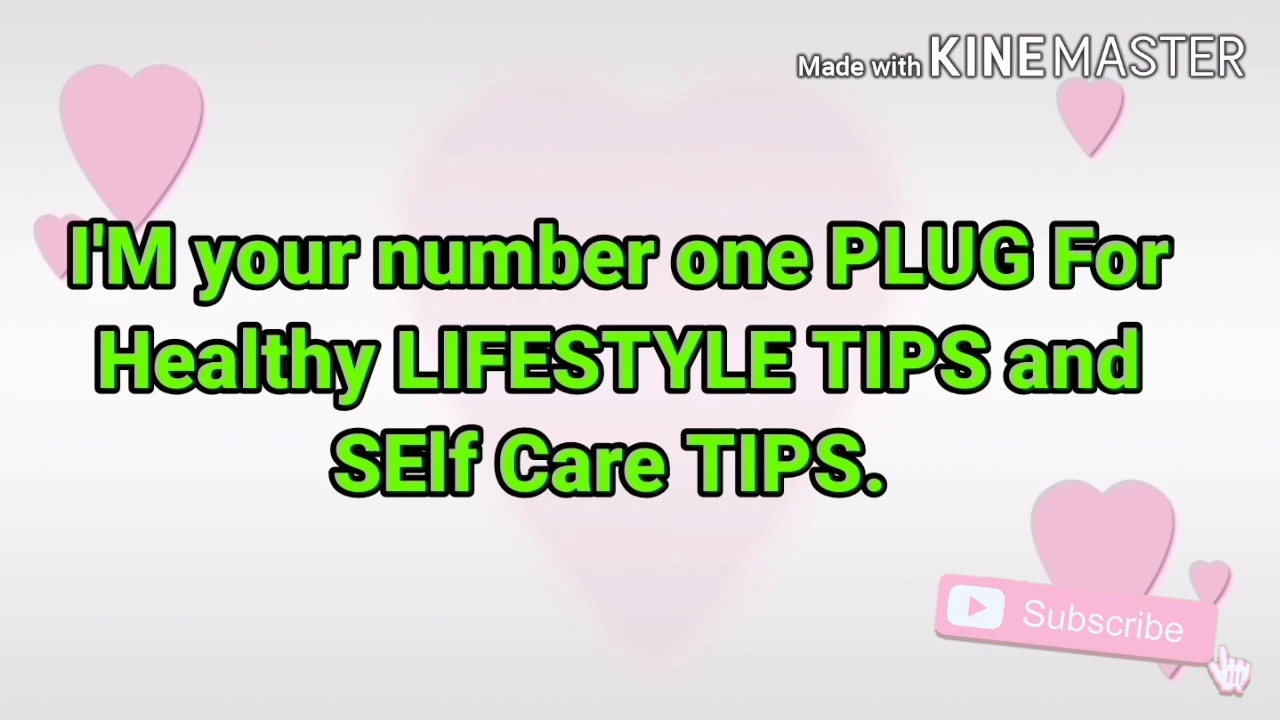 Made with KINEMASTER
I'M your number one PLUG For
Healthy LIFESTYLE TIPS and
SElf Care TIPS.
Subscribe